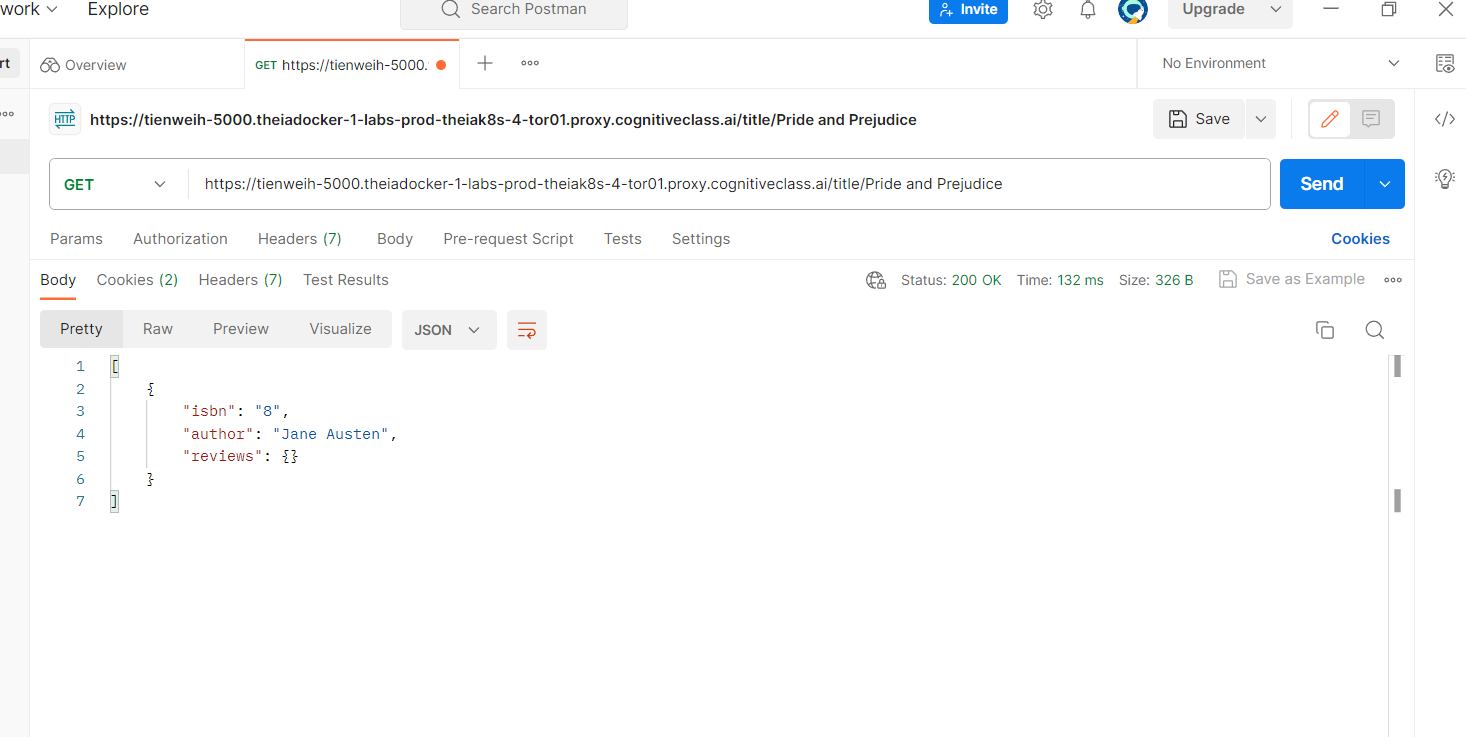 work Explore Search Postman Invite Upgrade
rt Overview GET https://tienweih-5000. No Environment
HTTP https://tienweih-5000.theiadocker-1-labs-prod-theiak8s-4-tor01.proxy.cognitiveclass.ai/title/Pride and Prejudice Save
GET https://tienweih-5000.theiadocker-1-labs-prod-theiak8s-4-tor01.proxy.cognitiveclass.ai/title/Pride and Prejudice Send
Params Authorization Headers (7) Body Pre-request Script Tests Settings Cookies
Body Cookies (2) Headers (7) Test Results Status: 200 OK Time: 132 ms Size: 326 B Save as Example
Pretty Raw Preview Visualize JSON
1 [
2 {
3 "isbn": "8",
4 "author": "Jane Austen",
5 "reviews": {}
6 }
7 ]